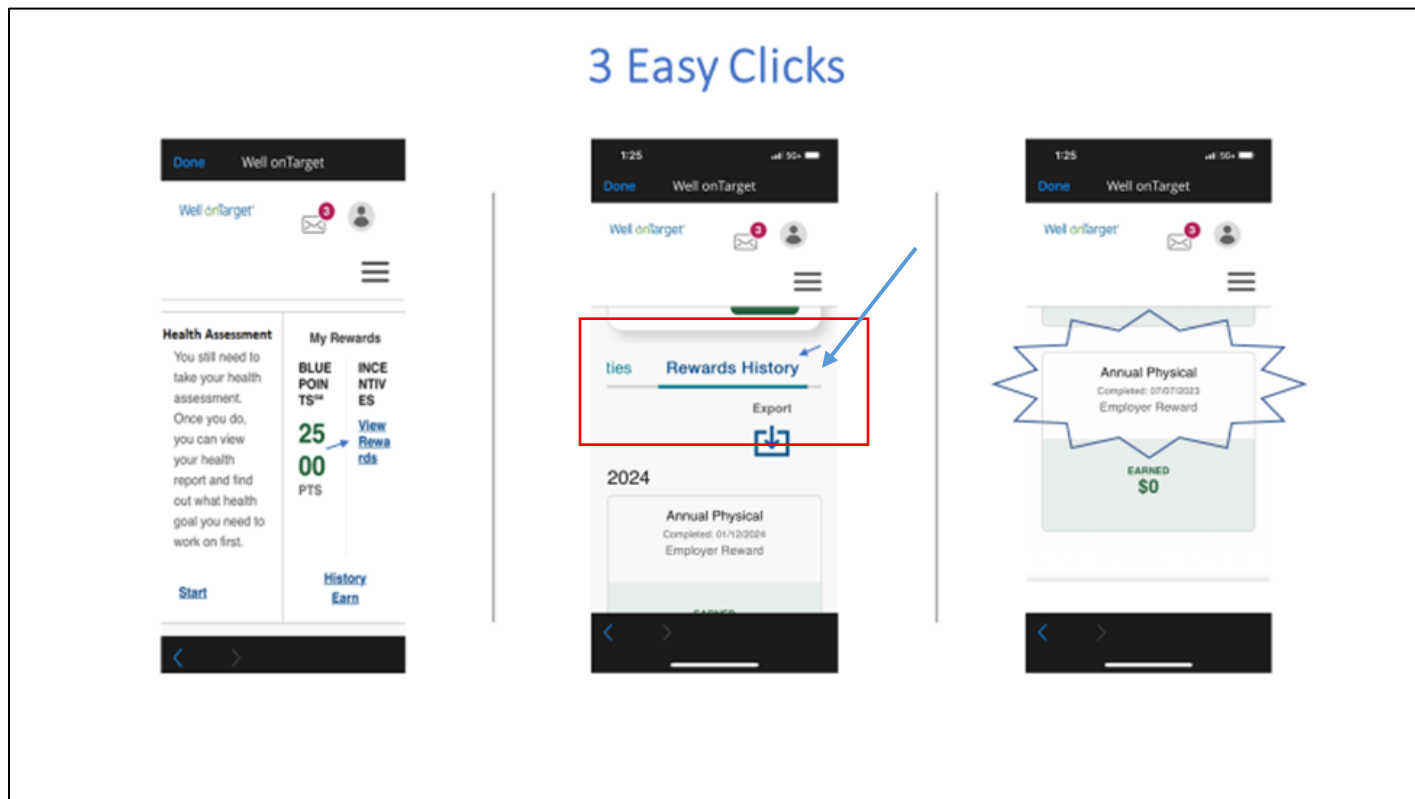 3 Easy Clicks
Done Well onTarget
Well onTarget
3
Health Assessment
You still need to
take your health
assessment.
Once you do,
you can view
your health
report and find
out what health
goal you need to
work on first.
Start
My Rewards
BLUE
POIN
TS℠
25
00
PTS
INCE
NTIV
ES
View
Rewa
rds
History
Earn
1:25 5G+
Done Well onTarget
Well onTarget
3
ties Rewards History
Export
2024
Annual Physical
Completed: 01/12/2024
Employer Reward
EARNED
1:25 5G+
Done Well onTarget
Well onTarget
3
Annual Physical
Completed: 07/07/2023
Employer Reward
EARNED
$0